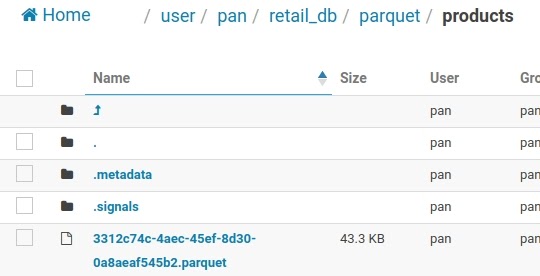 Home / user / pan / retail_db / parquet / products
Name Size User Gro
pan pan
. pan pan
.metadata pan pan
.signals pan pan
3312c74c-4aec-45ef-8d30- 43.3 KB pan pan
0a8aeaf545b2.parquet